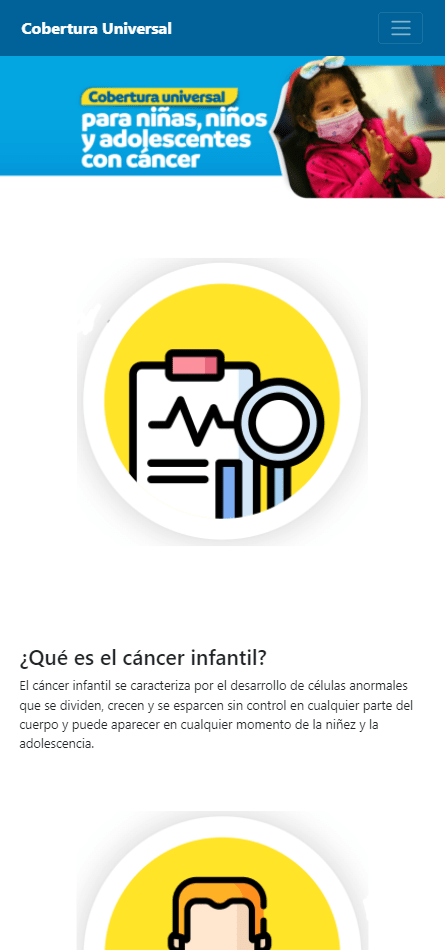 Cobertura Universal
Cobertura universal
para niñas, niños
y adolescentes
con cáncer
¿Qué es el cáncer infantil?
El cáncer infantil se caracteriza por el desarrollo de células anormales
que se dividen, crecen y se esparcen sin control en cualquier parte del
cuerpo y puede aparecer en cualquier momento de la niñez y la
adolescencia.